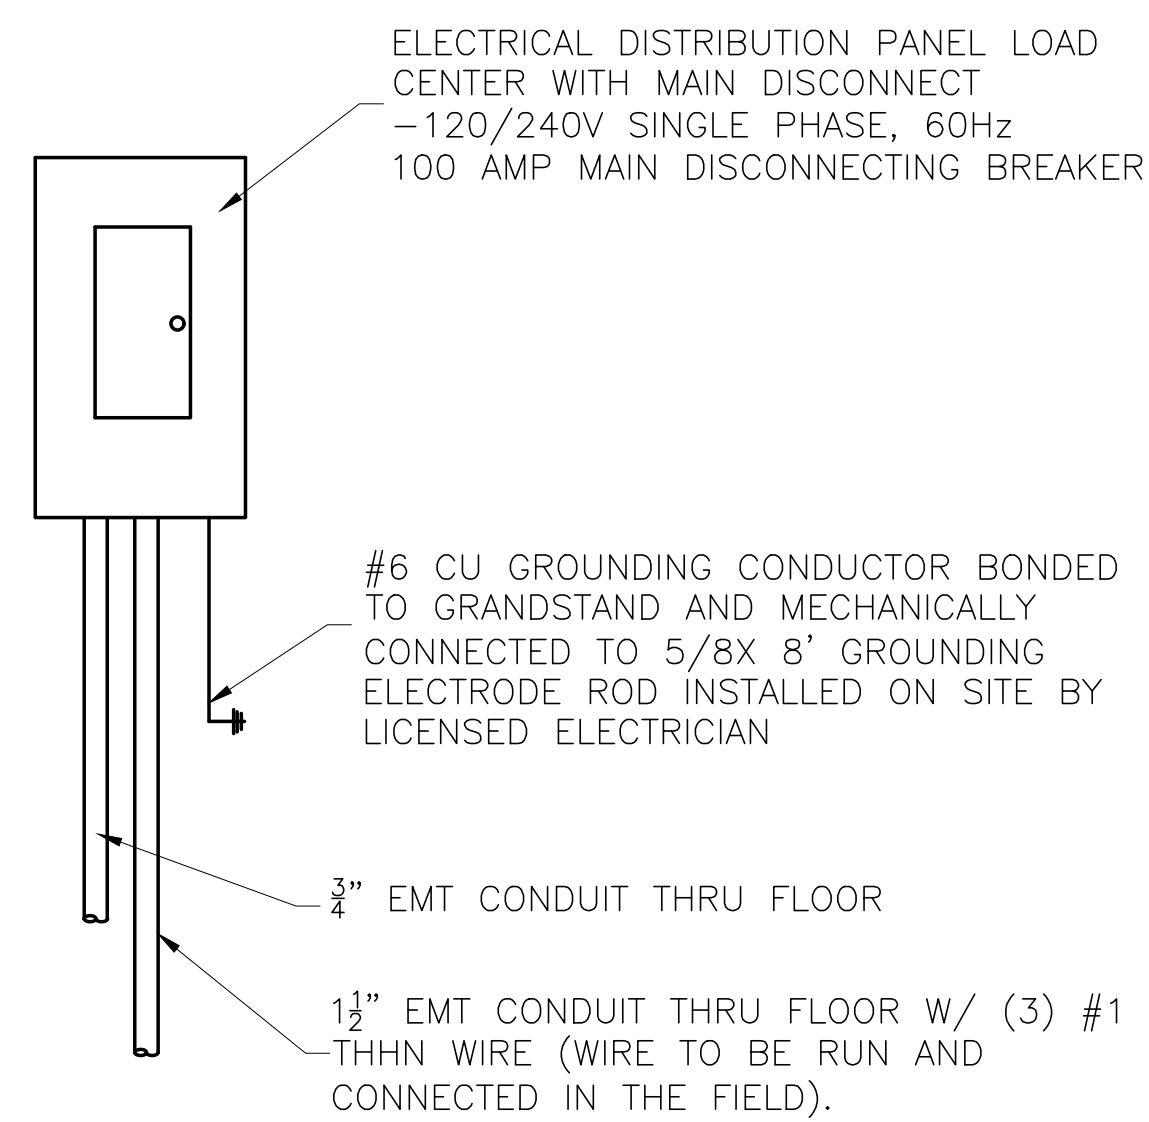 ELECTRICAL DISTRIBUTION PANEL LOAD
CENTER WITH MAIN DISCONNECT
-120/240V SINGLE PHASE, 60Hz
100 AMP MAIN DISCONNECTING BREAKER
#6 CU GROUNDING CONDUCTOR BONDED
TO GRANDSTAND AND MECHANICALLY
CONNECTED TO 5/8X 8' GROUNDING
ELECTRODE ROD INSTALLED ON SITE BY
LICENSED ELECTRICIAN
3/4" EMT CONDUIT THRU FLOOR
1 1/2" EMT CONDUIT THRU FLOOR W/ (3) #1
THHN WIRE (WIRE TO BE RUN AND
CONNECTED IN THE FIELD).